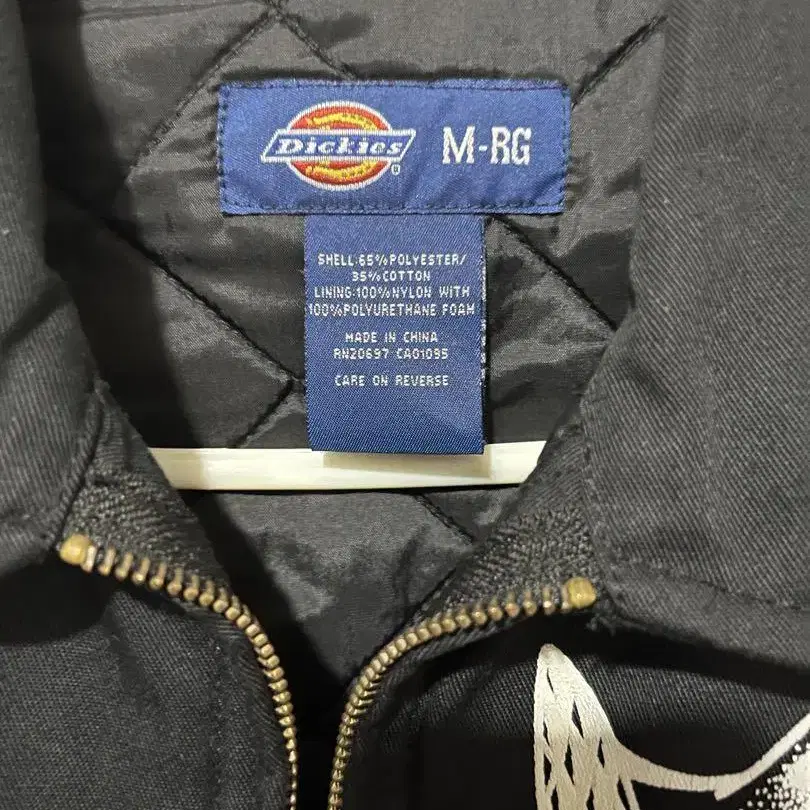 Dickies
M-RG
SHELL:65%POLYESTER/
35%COTTON
LINING:100%NYLON WITH
100%POLYURETHANE FOAM
MADE IN CHINA
RN20697 CA01095
CARE ON REVERSE